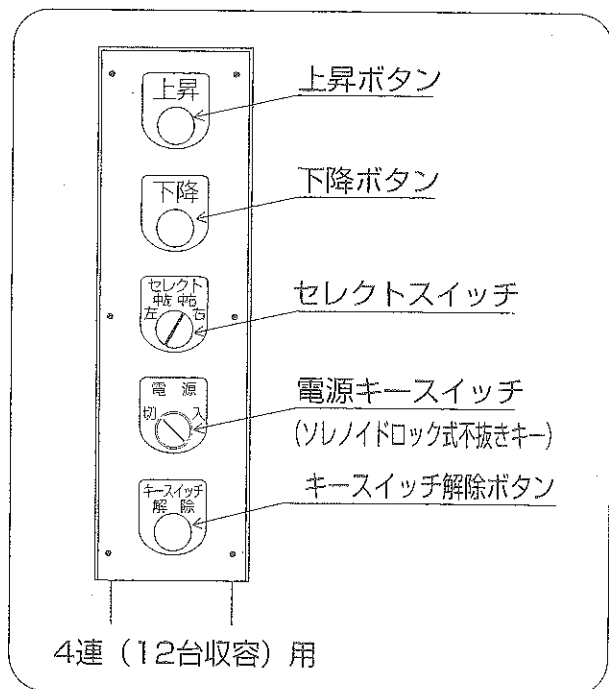 上昇
上昇ボタン
下降
下降ボタン
セレクト
中左 中右
左 右
セレクトスイッチ
電 源
切 入
電源キースイッチ
(ソレノイドロック式不抜きキー)
キースイッチ
解 除
キースイッチ解除ボタン
4連(12台収容)用